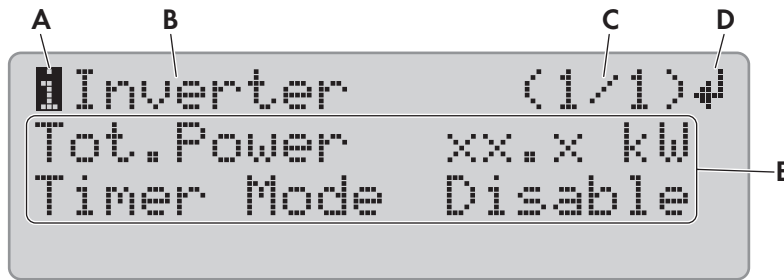 A B C D
1 Inverter (1/1)↲
Tot.Power xx.x kW
E
Timer Mode Disable